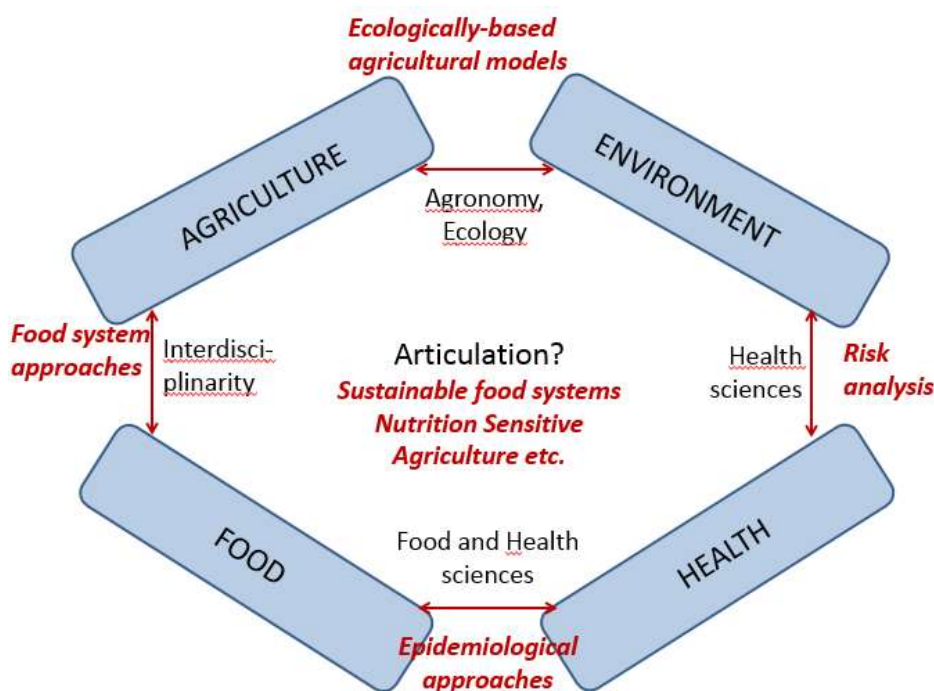 Ecologically-based
agricultural models
AGRICULTURE
ENVIRONMENT
Agronomy,
Ecology
Food system
approaches
Interdisci-
plinarity
Articulation?
Sustainable food systems
Nutrition Sensitive
Agriculture etc.
Health
sciences
Risk
analysis
FOOD
Food and Health
sciences
HEALTH
Epidemiological
approaches